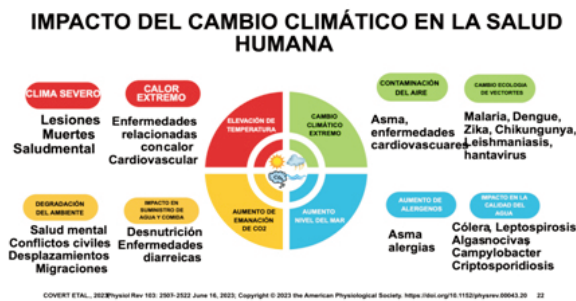 IMPACTO DEL CAMBIO CLIMÁTICO EN LA SALUD
HUMANA
CLIMA SEVERO
Lesiones
Muertes
Saludmental
CALOR
EXTREMO
Enfermedades
relacionadas
concalor
Cardiovascular
ELEVACIÓN DE
TEMPERATURA
CAMBIO
CLIMÁTICO
EXTREMO
CONTAMINACIÓN
DEL AIRE
Asma,
enfermedades
cardiovascuares
CAMBIO ECOLOGIA
DE VECTORTES
Malaria, Dengue,
Zika, Chikungunya,
Leishmaniasis,
hantavirus
DEGRADACIÓN
DEL AMBIENTE
Salud mental
Conflictos civiles
Desplazamientos
Migraciones
IMPACTO EN
SUMINISTRO DE
AGUA Y COMIDA
Desnutrición
Enfermedades
diarreicas
AUMENTO DE
EMANACIÓN
DE CO2
AUMENTO
NIVEL DEL MAR
AUMENTO DE
ALERGENOS
Asma
alergias
IMPACTO EN LA
CALIDAD DEL
AGUA
Cólera, Leptospirosis
Algasnocivas,
Campylobacter
Criptosporidiosis
COVERT ETAL., 2023Physiol Rev 103: 2507-2522 June 16, 2023; Copyright © 2023 the American Physiological Society. https://doi.org/10.1152/physrev.00043.20 22